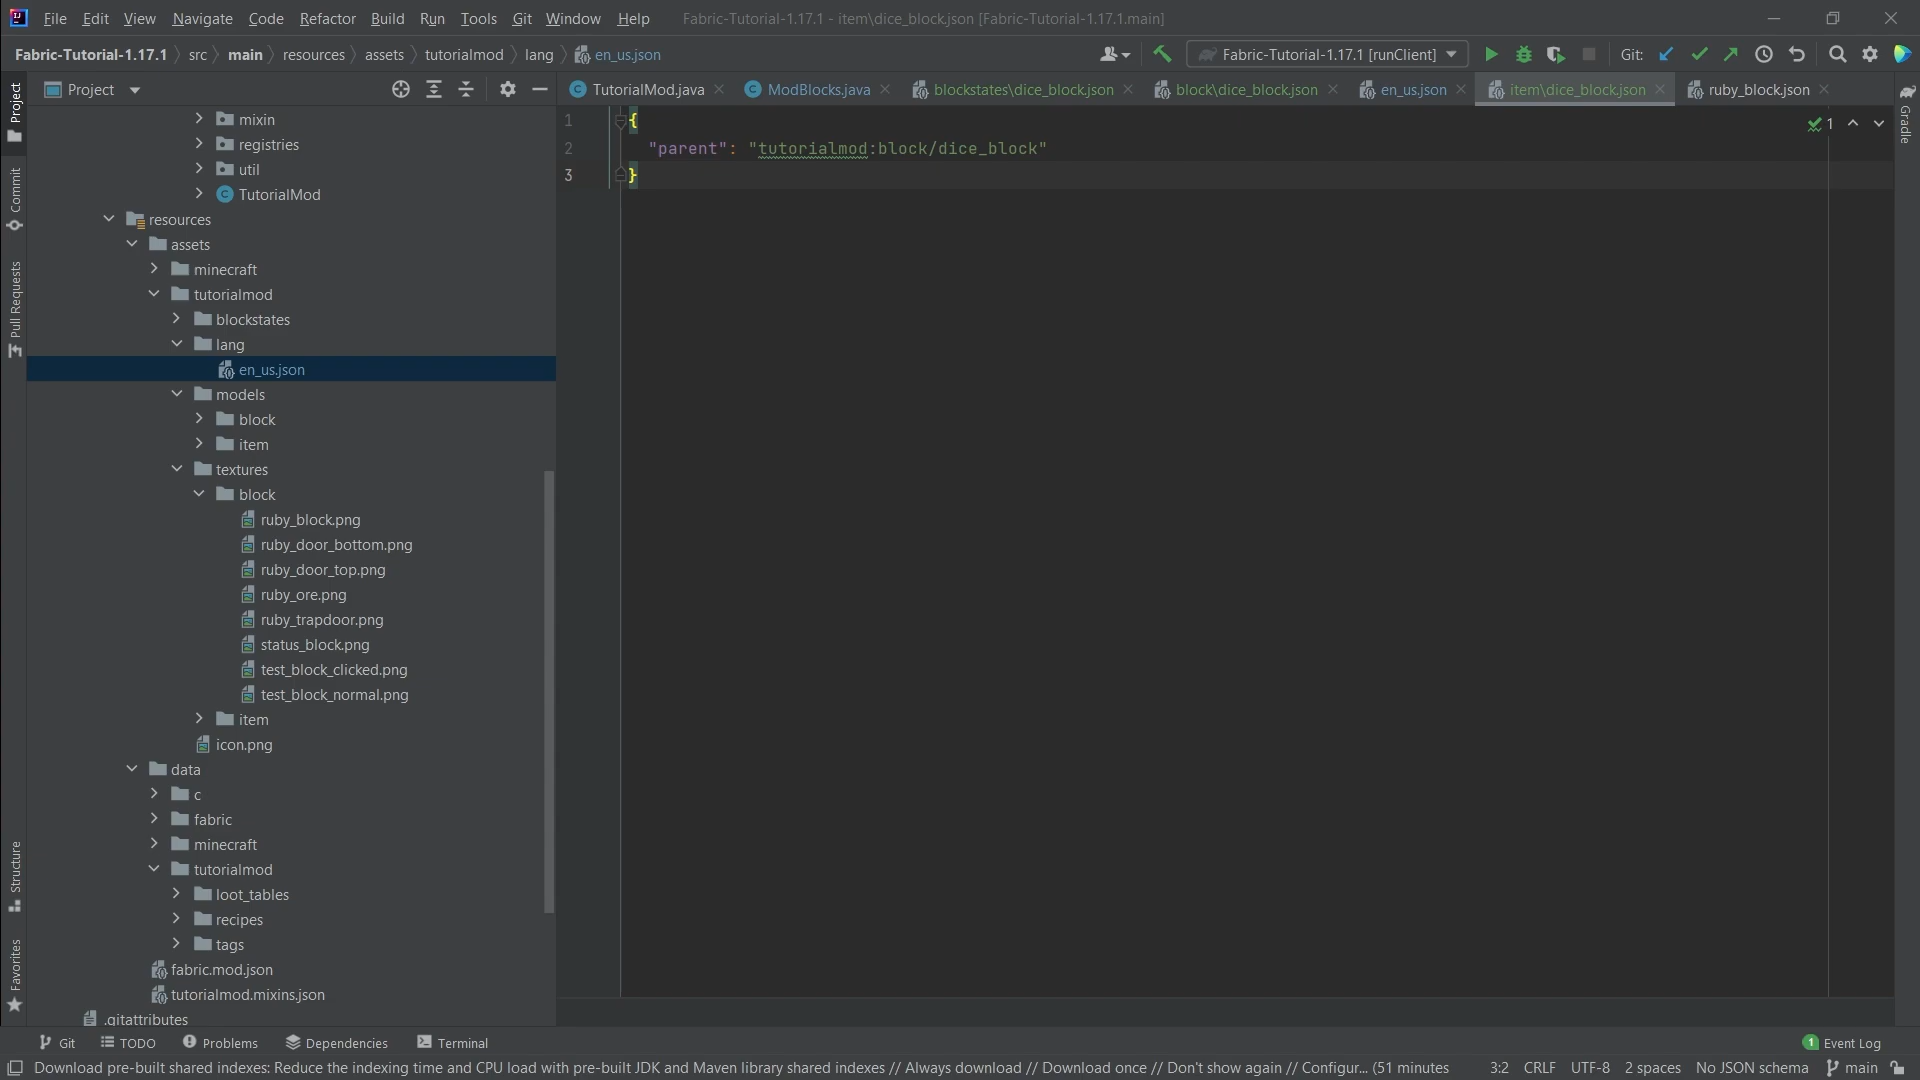 File Edit View Navigate Code Refactor Build Run Tools Git Window Help Fabric-Tutorial-1.17.1 - item\dice_block.json [Fabric-Tutorial-1.17.1.main]
Fabric-Tutorial-1.17.1 src main resources assets tutorialmod lang en_us.json Fabric-Tutorial-1.17.1 [runClient] Git:
Project TutorialMod.java ModBlocks.java blockstates\dice_block.json block\dice_block.json en_us.json item\dice_block.json ruby_block.json
Project
Commit
Pull Requests
Structure
Favorites
mixin
registries
util
TutorialMod
resources
assets
minecraft
tutorialmod
blockstates
lang
en_us.json
models
block
item
textures
block
ruby_block.png
ruby_door_bottom.png
ruby_door_top.png
ruby_ore.png
ruby_trapdoor.png
status_block.png
test_block_clicked.png
test_block_normal.png
item
icon.png
data
c
fabric
minecraft
tutorialmod
loot_tables
recipes
tags
fabric.mod.json
tutorialmod.mixins.json
.gitattributes
1 {
2 "parent": "tutorialmod:block/dice_block"
3 }
1
Gradle
Git TODO Problems Dependencies Terminal 1 Event Log
Download pre-built shared indexes: Reduce the indexing time and CPU load with pre-built JDK and Maven library shared indexes // Always download // Download once // Don't show again // Configur... (51 minutes 3:2 CRLF UTF-8 2 spaces No JSON schema main